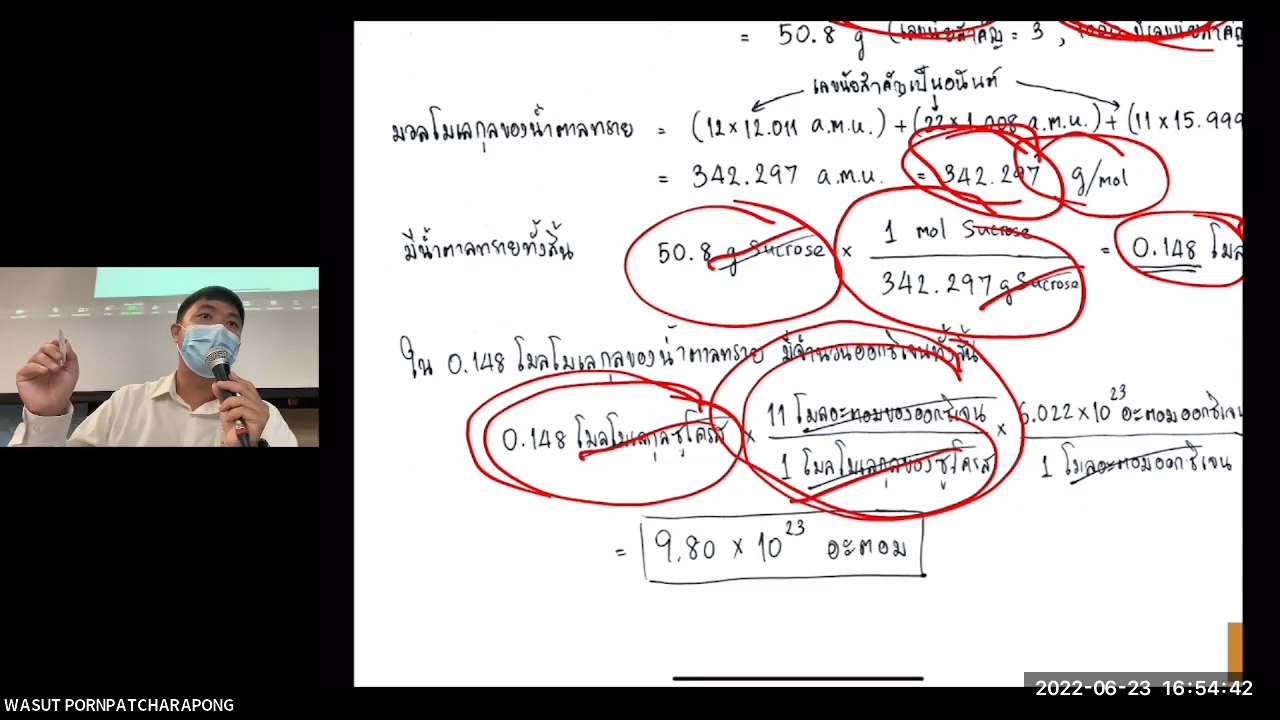 = 50.8 g (เลขนัยสำคัญ = 3 ,
เลขนัยสำคัญเป็นอนันต์
มวลโมเลกุลของน้ำตาลทราย = (12 × 12.011 a.m.u.) + (22 × 1.008 a.m.u.) + (11 × 15.999
= 342.297 a.m.u. = 342.297 g/mol
มีน้ำตาลทรายทั้งสิ้น 50.8 g Sucrose × 1 mol Sucrose / 342.297 g Sucrose = 0.148 โมล
ใน 0.148 โมลโมเลกุลของน้ำตาลทราย มีจำนวนออกซิเจนทั้งสิ้น
0.148 โมลโมเลกุลซูโครส × 11 โมลอะตอมของออกซิเจน / 1 โมลโมเลกุลของซูโครส × 6.022 × 10²³ อะตอมออกซิเจน / 1 โมลอะตอมออกซิเจน
= 9.80 × 10²³ อะตอม
2022-06-23 16:54:42
WASUT PORNPATCHARAPONG